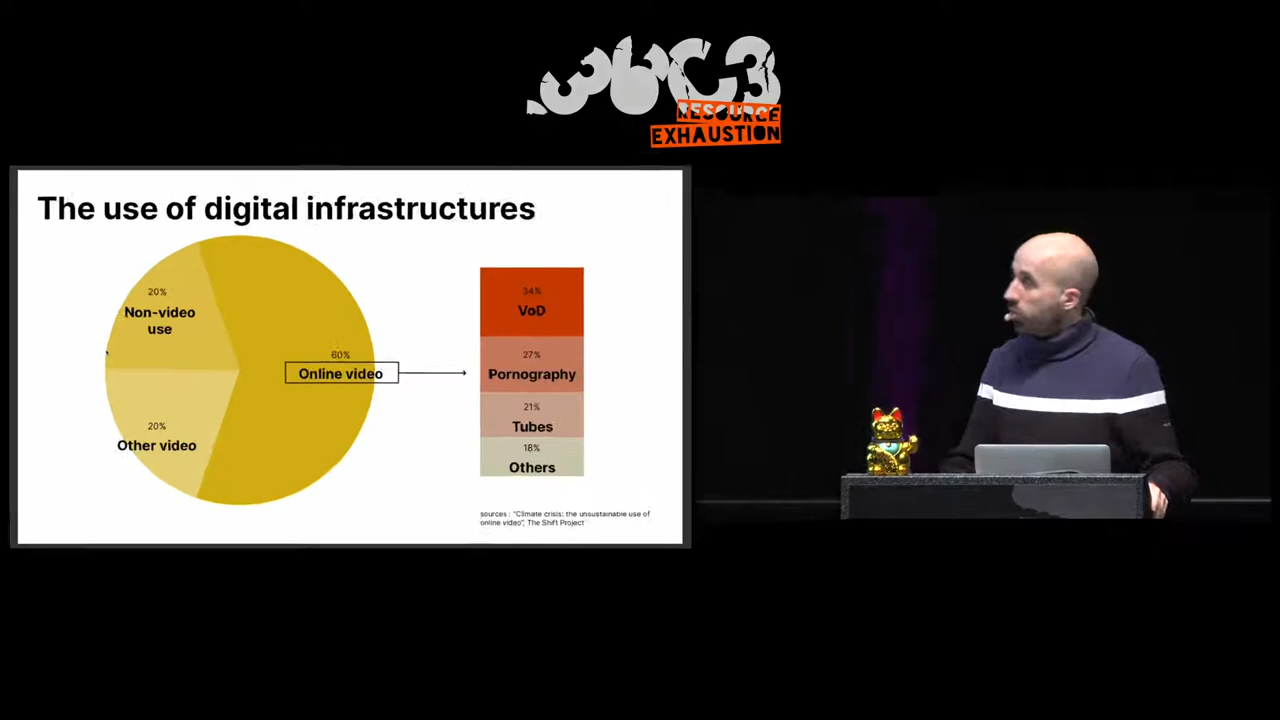 36C3
RESOURCE
EXHAUSTION
The use of digital infrastructures
20%
Non-video
use
60%
Online video
20%
Other video
34%
VoD
27%
Pornography
21%
Tubes
18%
Others
sources : "Climate crisis: the unsustainable use of
online video", The Shift Project